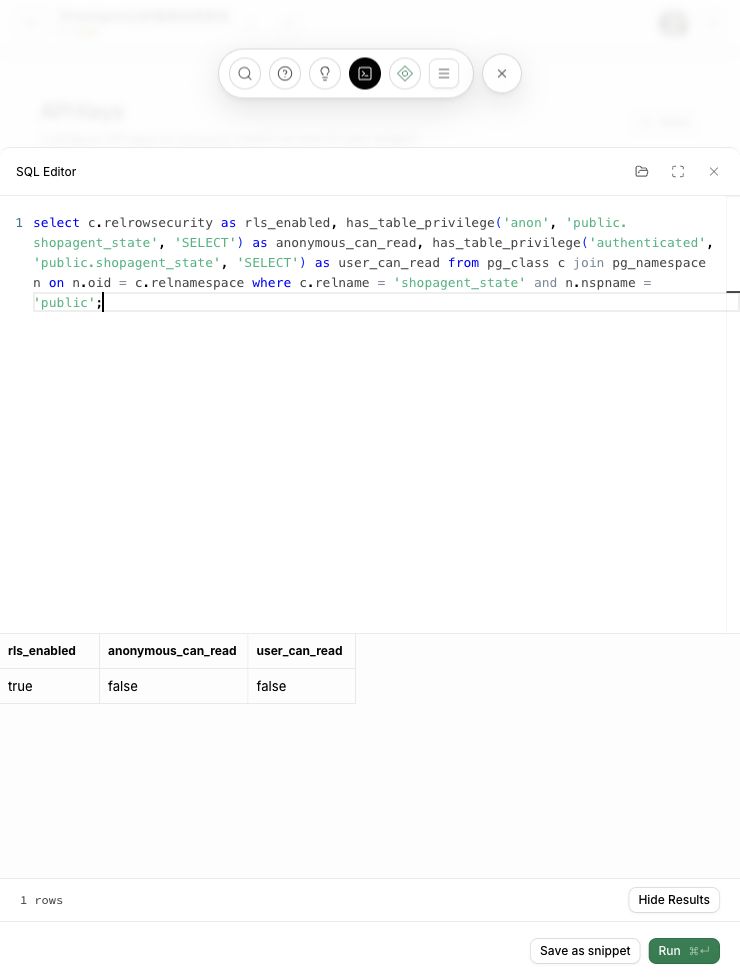 SQL Editor
1 select c.relrowsecurity as rls_enabled, has_table_privilege('anon', 'public.
shopagent_state', 'SELECT') as anonymous_can_read, has_table_privilege('authenticated',
'public.shopagent_state', 'SELECT') as user_can_read from pg_class c join pg_namespace
n on n.oid = c.relnamespace where c.relname = 'shopagent_state' and n.nspname =
'public';
rls_enabled anonymous_can_read user_can_read
true false false
1 rows
Hide Results
Save as snippet Run ⌘↵